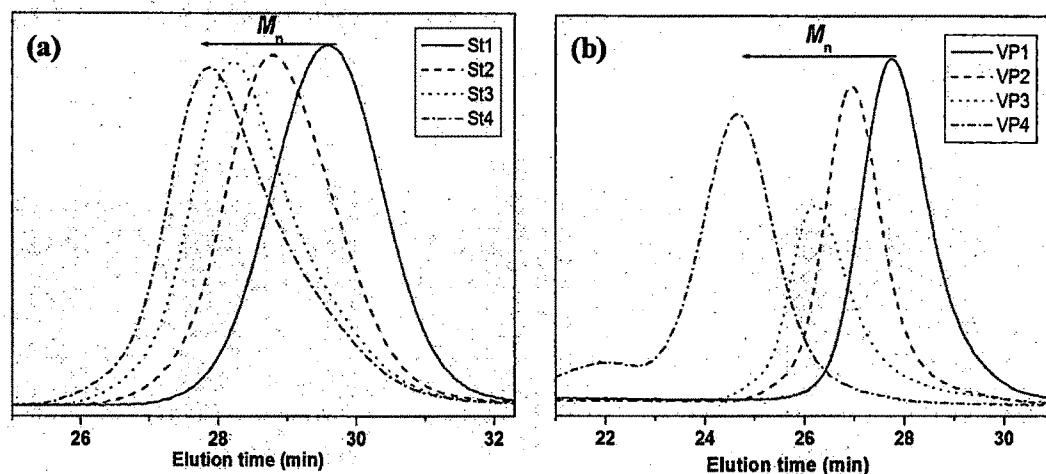 (a)
Mn
St1
St2
St3
St4
26 28 30 32
Elution time (min)
(b)
Mn
VP1
VP2
VP3
VP4
22 24 26 28 30
Elution time (min)